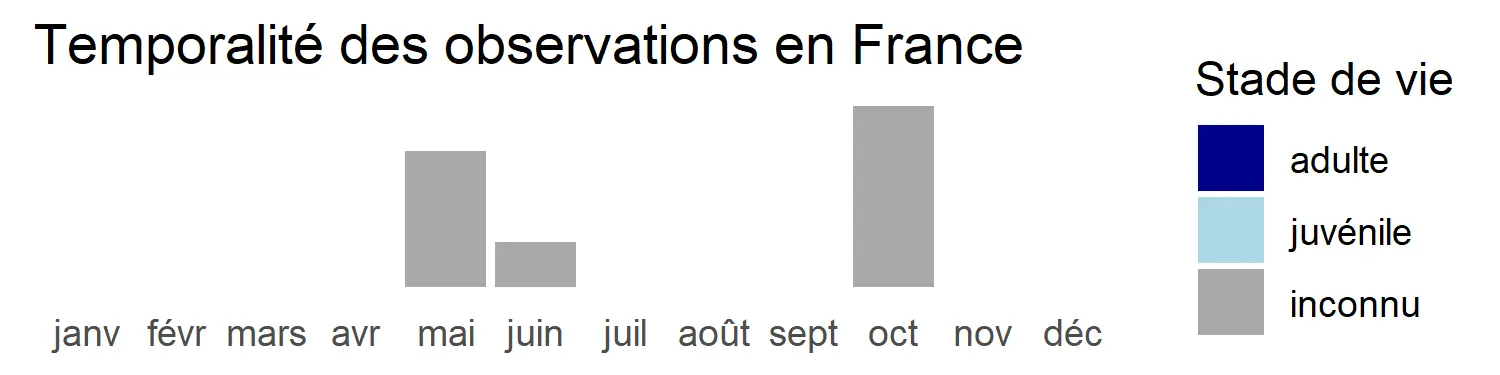 Temporalité des observations en France
janv févr mars avr mai juin juil août sept oct nov déc
Stade de vie
adulte
juvénile
inconnu